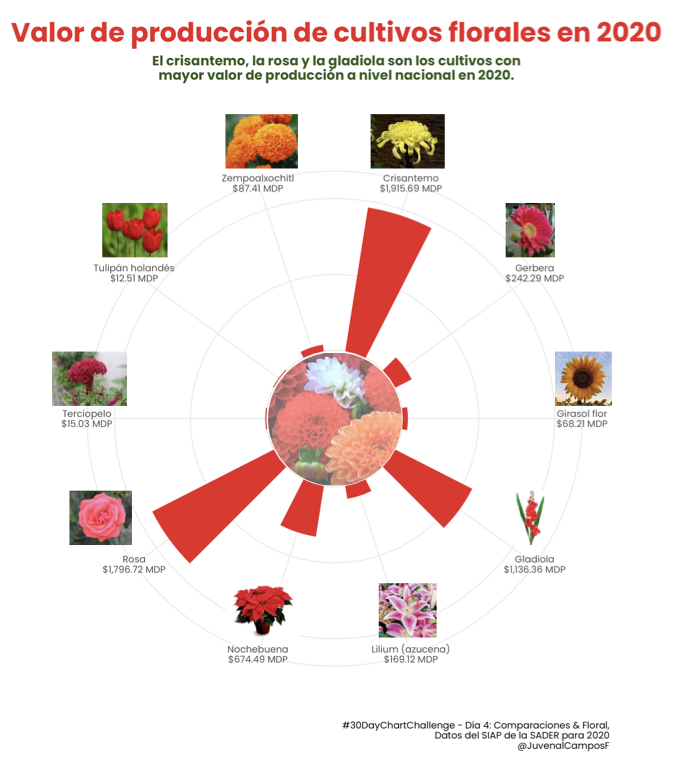 Valor de producción de cultivos florales en 2020
El crisantemo, la rosa y la gladiola son los cultivos con
mayor valor de producción a nivel nacional en 2020.
Zempoalxochitl
$87.41 MDP
Crisantemo
$1,915.69 MDP
Tulipán holandés
$12.51 MDP
Gerbera
$242.29 MDP
Terciopelo
$15.03 MDP
Girasol flor
$68.21 MDP
Rosa
$1,796.72 MDP
Gladiola
$1,136.36 MDP
Nochebuena
$674.49 MDP
Lilium (azucena)
$169.12 MDP
#30DayChartChallenge - Día 4: Comparaciones & Floral,
Datos del SIAP de la SADER para 2020
@JuvenalCamposF